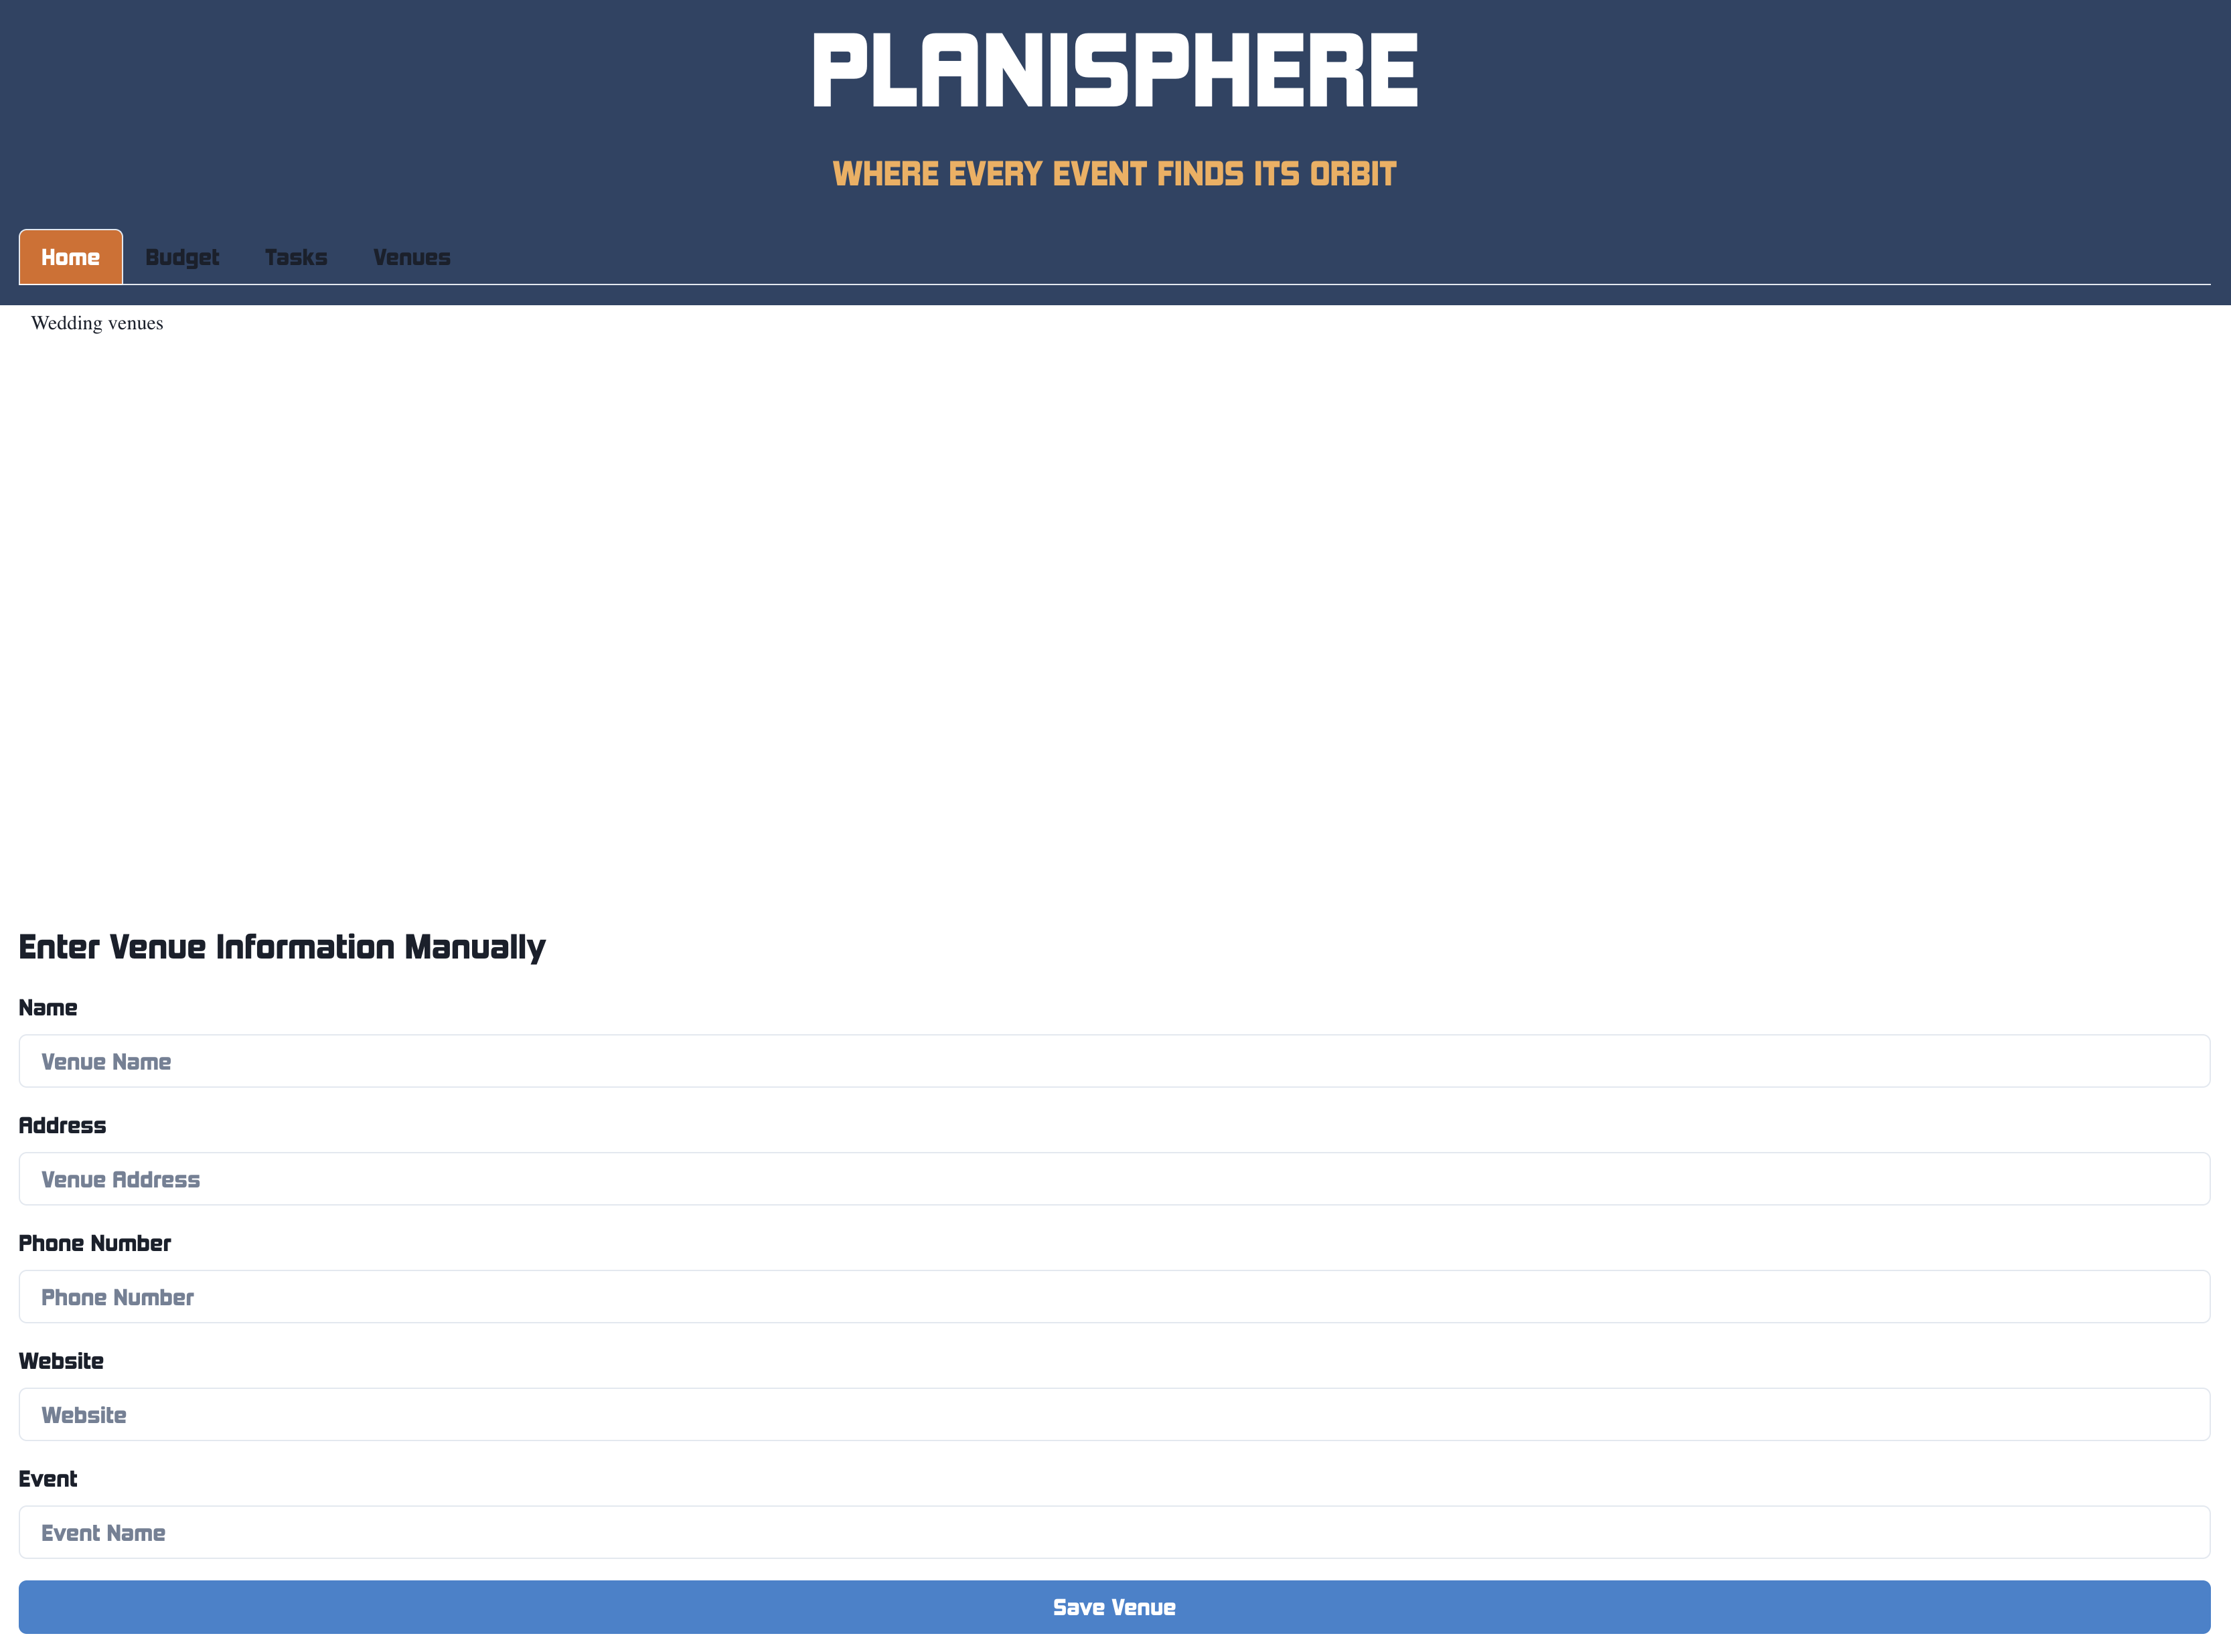 PLANISPHERE
WHERE EVERY EVENT FINDS ITS ORBIT
Home Budget Tasks Venues
Wedding venues
Enter Venue Information Manually
Name
Venue Name
Address
Venue Address
Phone Number
Phone Number
Website
Website
Event
Event Name
Save Venue